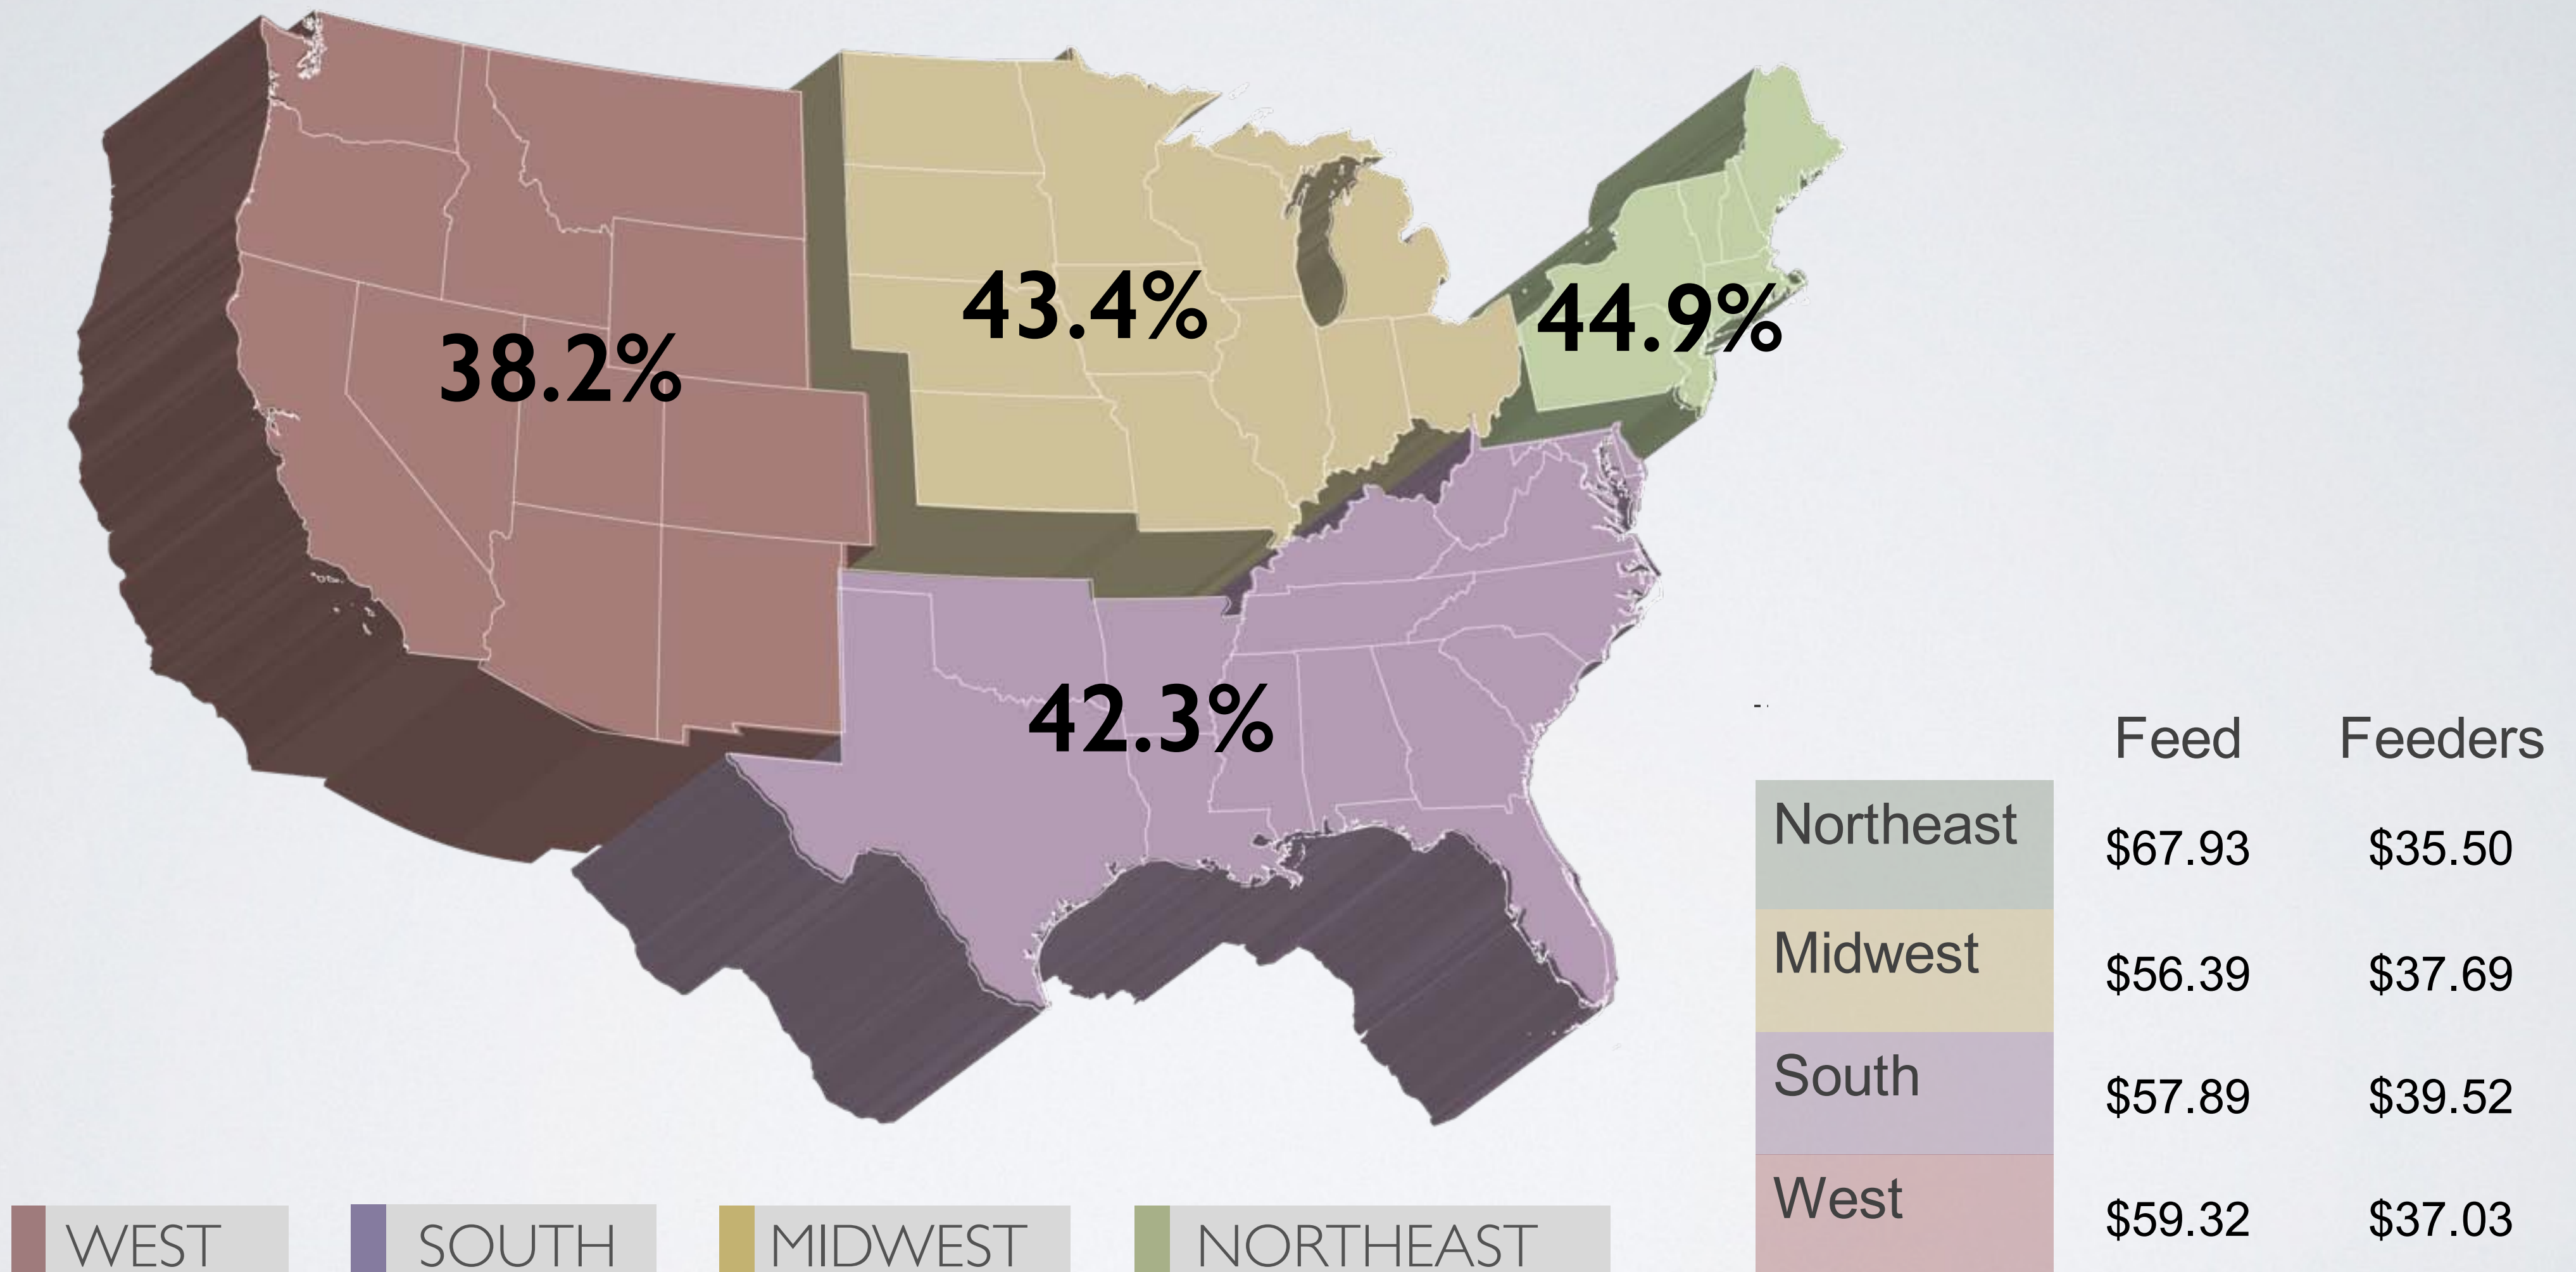 43.4%
44.9%
38.2%
42.3%
Feed Feeders
Northeast $67.93 $35.50
Midwest $56.39 $37.69
South $57.89 $39.52
West $59.32 $37.03
WEST SOUTH MIDWEST NORTHEAST